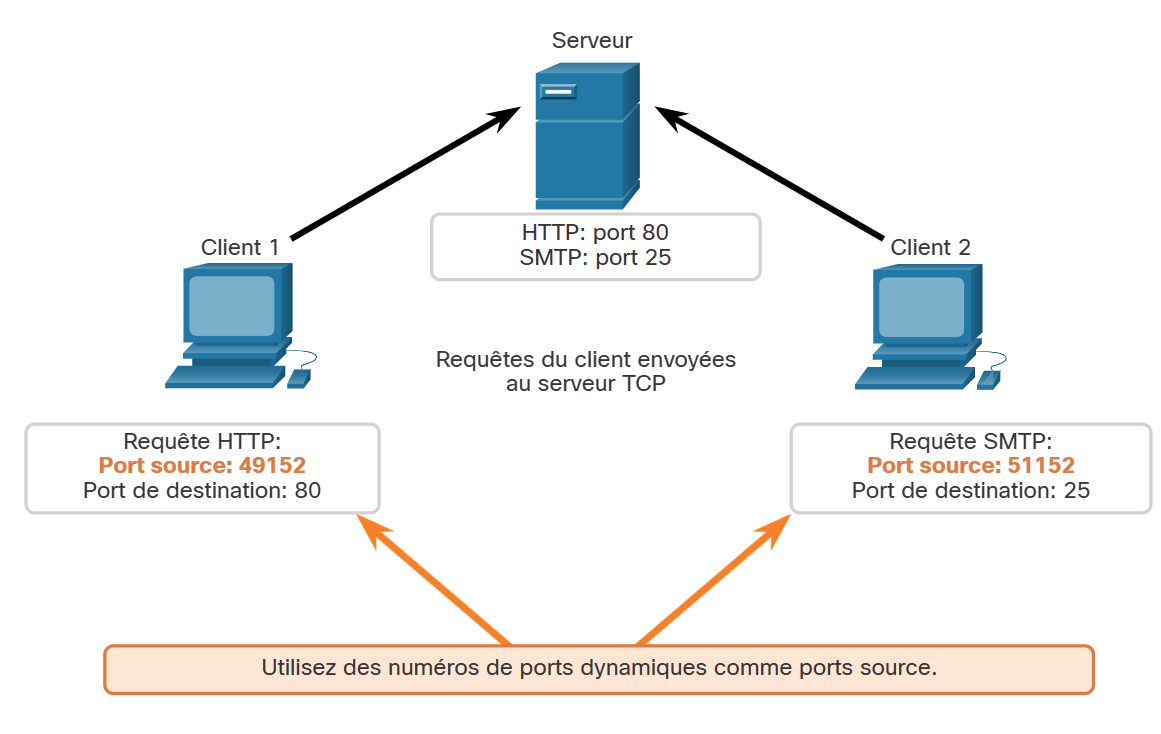 Serveur
HTTP: port 80
SMTP: port 25
Client 1
Client 2
Requêtes du client envoyées
au serveur TCP
Requête HTTP:
Port source: 49152
Port de destination: 80
Requête SMTP:
Port source: 51152
Port de destination: 25
Utilisez des numéros de ports dynamiques comme ports source.